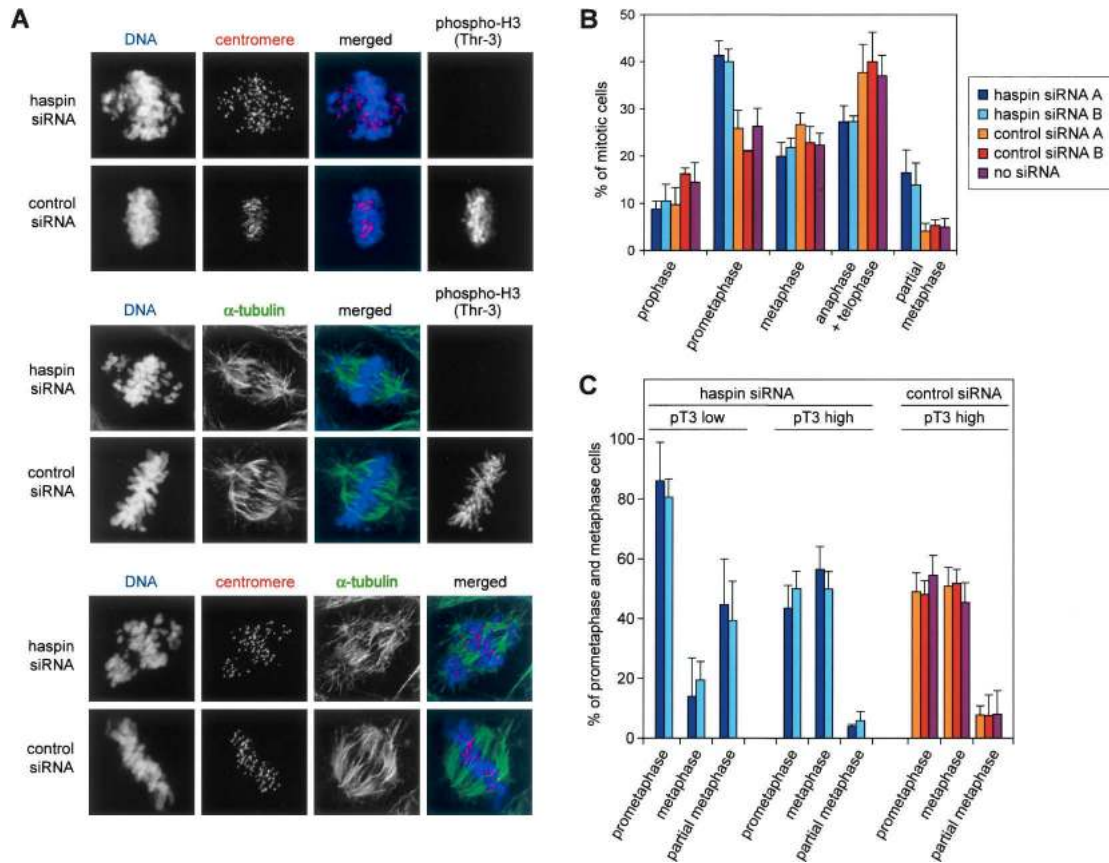 A
DNA
centromere
merged
phospho-H3
(Thr-3)
haspin
siRNA
control
siRNA
DNA
α-tubulin
merged
phospho-H3
(Thr-3)
haspin
siRNA
control
siRNA
DNA
centromere
α-tubulin
merged
haspin
siRNA
control
siRNA
B
% of mitotic cells
50
40
30
20
10
0
prophase
prometaphase
metaphase
anaphase
+ telophase
partial
metaphase
haspin siRNA A
haspin siRNA B
control siRNA A
control siRNA B
no siRNA
C
haspin siRNA
control siRNA
pT3 low
pT3 high
pT3 high
% of prometaphase and metaphase cells
100
80
60
40
20
0
prometaphase
metaphase
partial metaphase
prometaphase
metaphase
partial metaphase
prometaphase
metaphase
partial metaphase